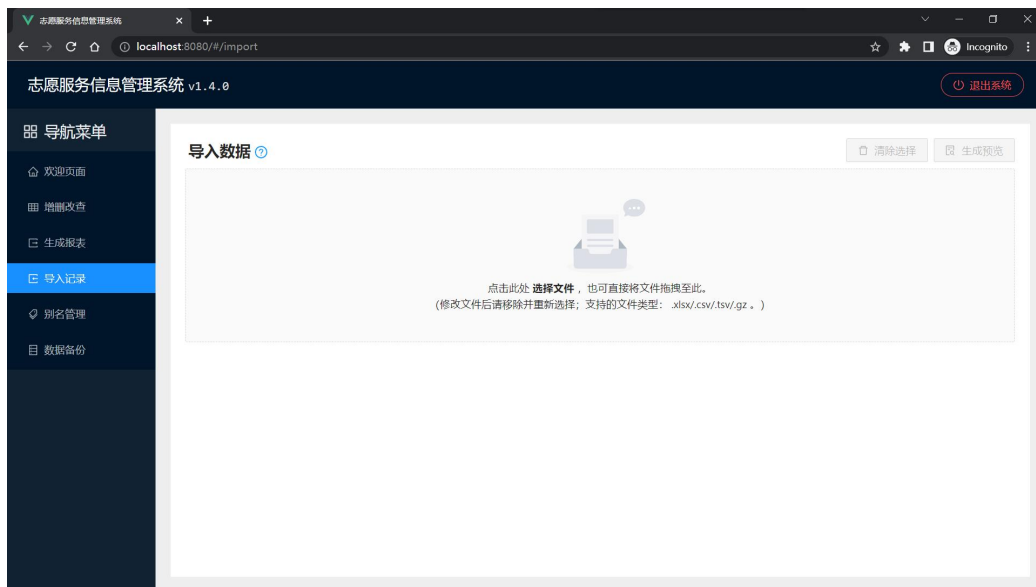 志愿服务信息管理系统
localhost:8080/#/import
Incognito
志愿服务信息管理系统 v1.4.0
退出系统
导航菜单
欢迎页面
增删改查
生成报表
导入记录
别名管理
数据备份
导入数据
清除选择
生成预览
点击此处 选择文件 ，也可直接将文件拖拽至此。
(修改文件后请移除并重新选择；支持的文件类型： .xlsx/.csv/.tsv/.gz 。)